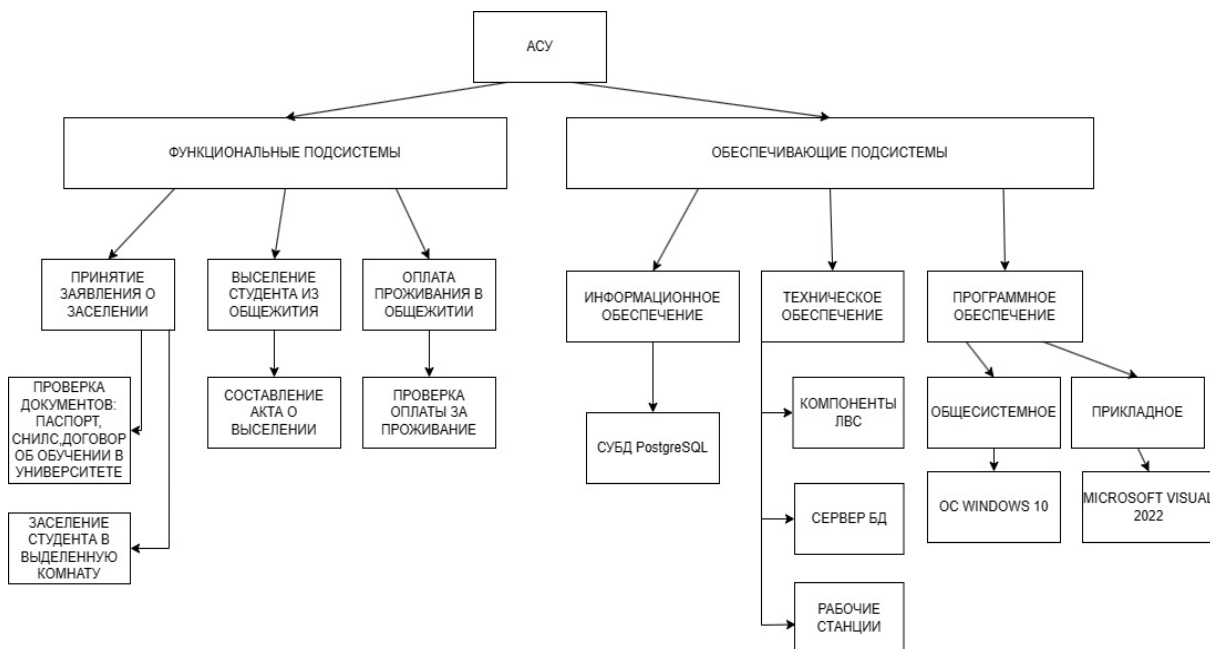 АСУ
ФУНКЦИОНАЛЬНЫЕ ПОДСИСТЕМЫ
ОБЕСПЕЧИВАЮЩИЕ ПОДСИСТЕМЫ
ПРИНЯТИЕ
ЗАЯВЛЕНИЯ О
ЗАСЕЛЕНИИ
ВЫСЕЛЕНИЕ
СТУДЕНТА ИЗ
ОБЩЕЖИТИЯ
ОПЛАТА
ПРОЖИВАНИЯ В
ОБЩЕЖИТИИ
ИНФОРМАЦИОННОЕ
ОБЕСПЕЧЕНИЕ
ТЕХНИЧЕСКОЕ
ОБЕСПЕЧЕНИЕ
ПРОГРАММНОЕ
ОБЕСПЕЧЕНИЕ
ПРОВЕРКА
ДОКУМЕНТОВ:
ПАСПОРТ,
СНИЛС,ДОГОВОР
ОБ ОБУЧЕНИИ В
УНИВЕРСИТЕТЕ
СОСТАВЛЕНИЕ
АКТА О
ВЫСЕЛЕНИИ
ПРОВЕРКА
ОПЛАТЫ ЗА
ПРОЖИВАНИЕ
СУБД PostgreSQL
КОМПОНЕНТЫ
ЛВС
ОБЩЕСИСТЕМНОЕ
ПРИКЛАДНОЕ
ЗАСЕЛЕНИЕ
СТУДЕНТА В
ВЫДЕЛЕННУЮ
КОМНАТУ
СЕРВЕР БД
ОС WINDOWS 10
MICROSOFT VISUAL
2022
РАБОЧИЕ
СТАНЦИИ